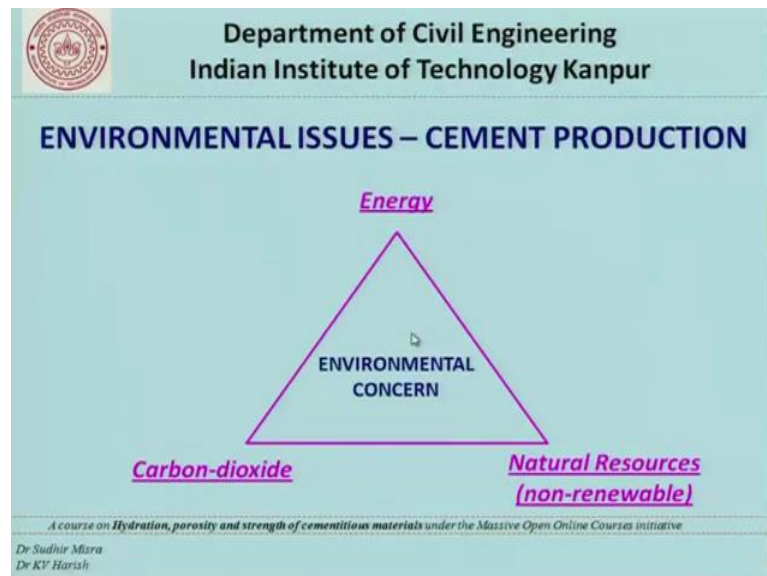 Department of Civil Engineering
Indian Institute of Technology Kanpur
ENVIRONMENTAL ISSUES – CEMENT PRODUCTION
Energy
ENVIRONMENTAL
CONCERN
Carbon-dioxide
Natural Resources
(non-renewable)
A course on Hydration, porosity and strength of cementitious materials under the Massive Open Online Courses initiative
Dr Sudhir Misra
Dr KV Harish